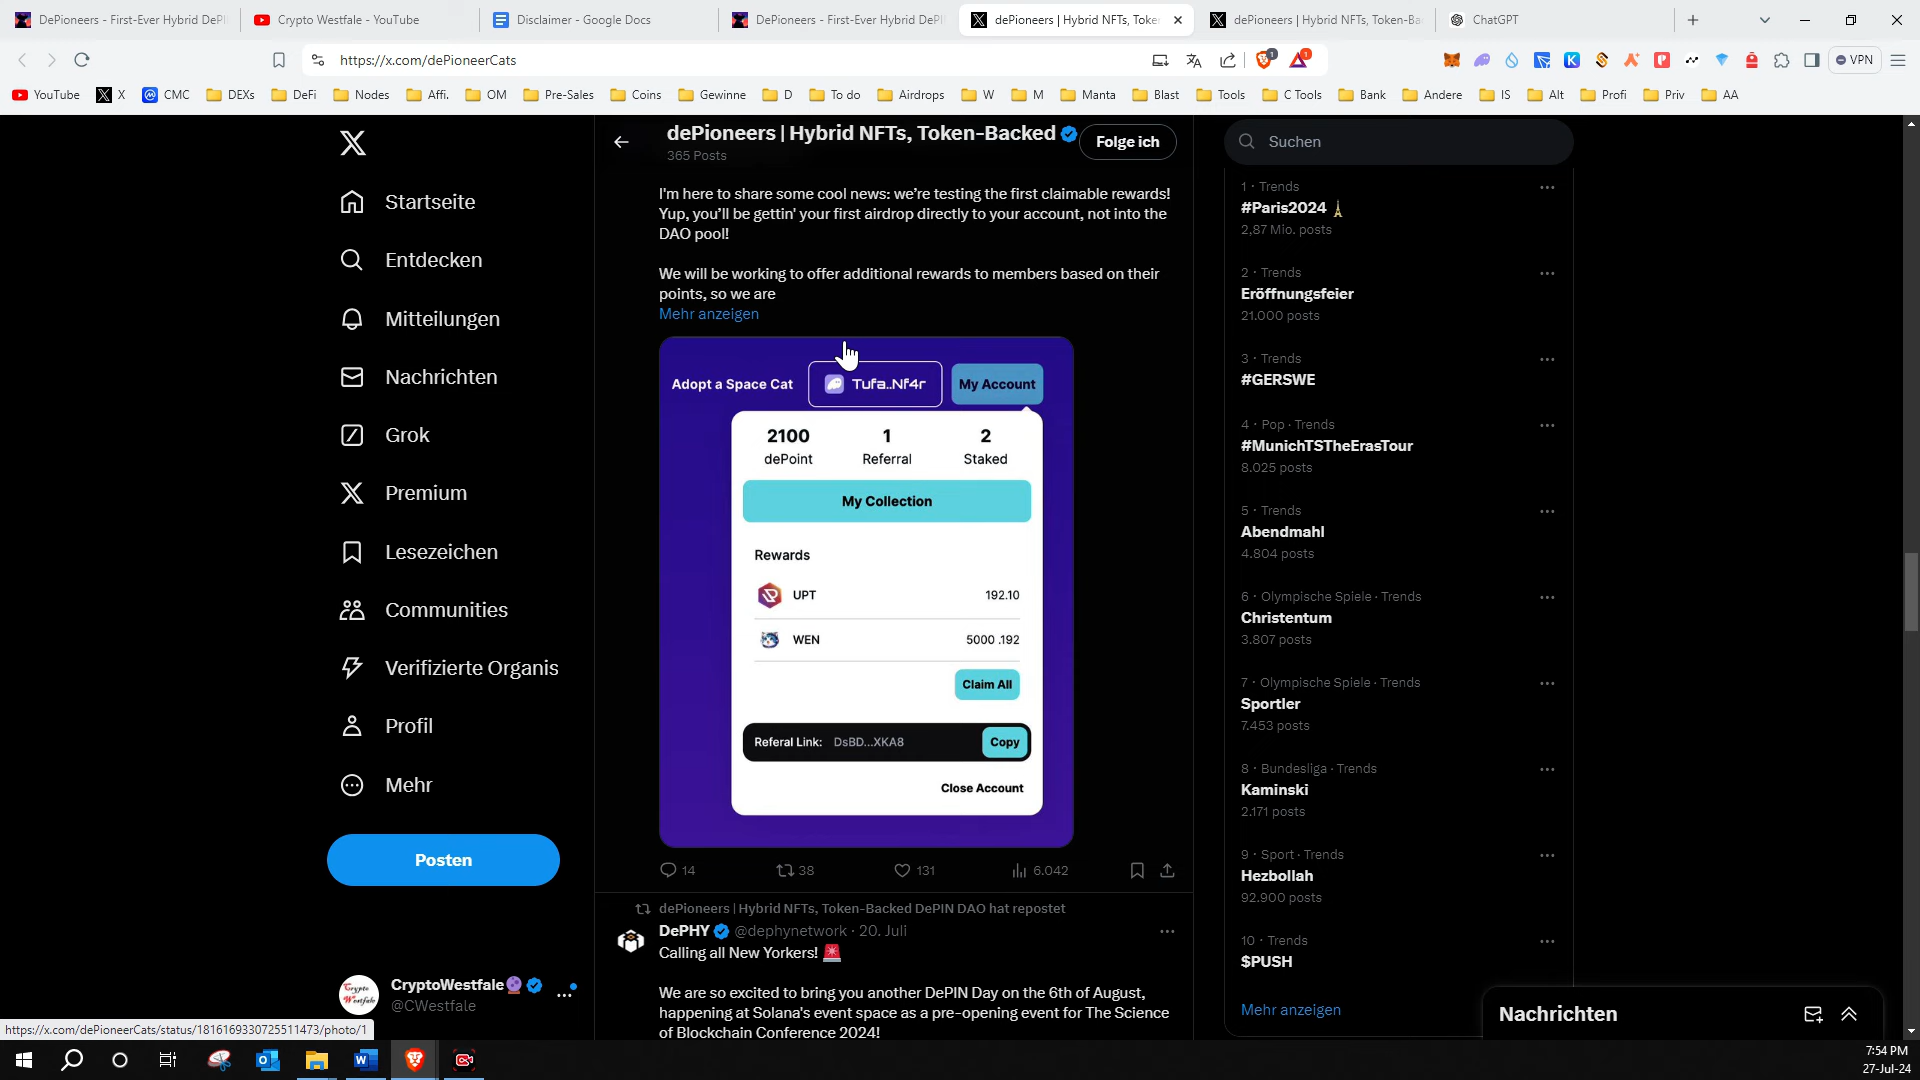 DePioneers - First-Ever Hybrid DePI
Crypto Westfale - YouTube
Disclaimer - Google Docs
DePioneers - First-Ever Hybrid DePI
dePioneers | Hybrid NFTs, Toke
dePioneers | Hybrid NFTs, Token-Ba
ChatGPT
https://x.com/dePioneerCats
1
1
VPN
YouTube
X
CMC
DEXs
DeFi
Nodes
Affi.
OM
Pre-Sales
Coins
Gewinne
D
To do
Airdrops
W
M
Manta
Blast
Tools
C Tools
Bank
Andere
IS
Alt
Profi
Priv
AA
Startseite
Entdecken
Mitteilungen
Nachrichten
Grok
Premium
Lesezeichen
Communities
Verifizierte Organis
Profil
Mehr
Posten
CryptoWestfale🔮
@CWestfale
https://x.com/dePioneerCats/status/1816169330725511473/photo/1
dePioneers | Hybrid NFTs, Token-Backed
365 Posts
Folge ich
I'm here to share some cool news: we're testing the first claimable rewards!
Yup, you'll be gettin' your first airdrop directly to your account, not into the
DAO pool!
We will be working to offer additional rewards to members based on their
points, so we are
Mehr anzeigen
Adopt a Space Cat
Tufa..Nf4r
My Account
2100
1
2
dePoint
Referral
Staked
My Collection
Rewards
UPT
192.10
WEN
5000 .192
Claim All
Referal Link:
DsBD...XKA8
Copy
Close Account
14
38
131
6.042
dePioneers | Hybrid NFTs, Token-Backed DePIN DAO hat repostet
DePHY @dephynetwork · 20. Juli
Calling all New Yorkers! 🚨
We are so excited to bring you another DePIN Day on the 6th of August,
happening at Solana's event space as a pre-opening event for The Science
of Blockchain Conference 2024!
Suchen
1 · Trends
#Paris2024
2,87 Mio. posts
2 · Trends
Eröffnungsfeier
21.000 posts
3 · Trends
#GERSWE
4 · Pop · Trends
#MunichTSTheErasTour
8.025 posts
5 · Trends
Abendmahl
4.804 posts
6 · Olympische Spiele · Trends
Christentum
3.807 posts
7 · Olympische Spiele · Trends
Sportler
7.453 posts
8 · Bundesliga · Trends
Kaminski
2.171 posts
9 · Sport · Trends
Hezbollah
92.900 posts
10 · Trends
$PUSH
Mehr anzeigen
Nachrichten
7:54 PM
27-Jul-24